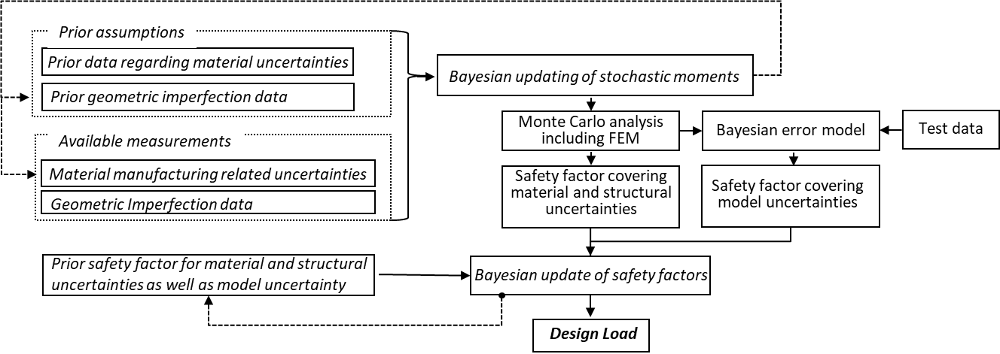 Prior assumptions
Prior data regarding material uncertainties
Prior geometric imperfection data
Available measurements
Material manufacturing related uncertainties
Geometric Imperfection data
Bayesian updating of stochastic moments
Monte Carlo analysis
including FEM
Bayesian error model
Test data
Safety factor covering
material and structural
uncertainties
Safety factor covering
model uncertainties
Prior safety factor for material and structural
uncertainties as well as model uncertainty
Bayesian update of safety factors
Design Load